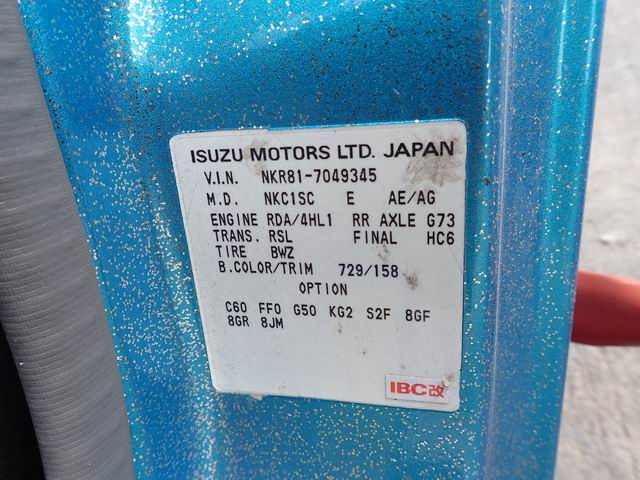 ISUZU MOTORS LTD. JAPAN
V.I.N. NKR81-7049345
M.D. NKC1SC E AE/AG
ENGINE RDA/4HL1 RR AXLE G73
TRANS. RSL FINAL HC6
TIRE BWZ
B.COLOR/TRIM 729/158
OPTION
C60 FF0 G50 KG2 S2F 8GF
8GR 8JM
IBC改